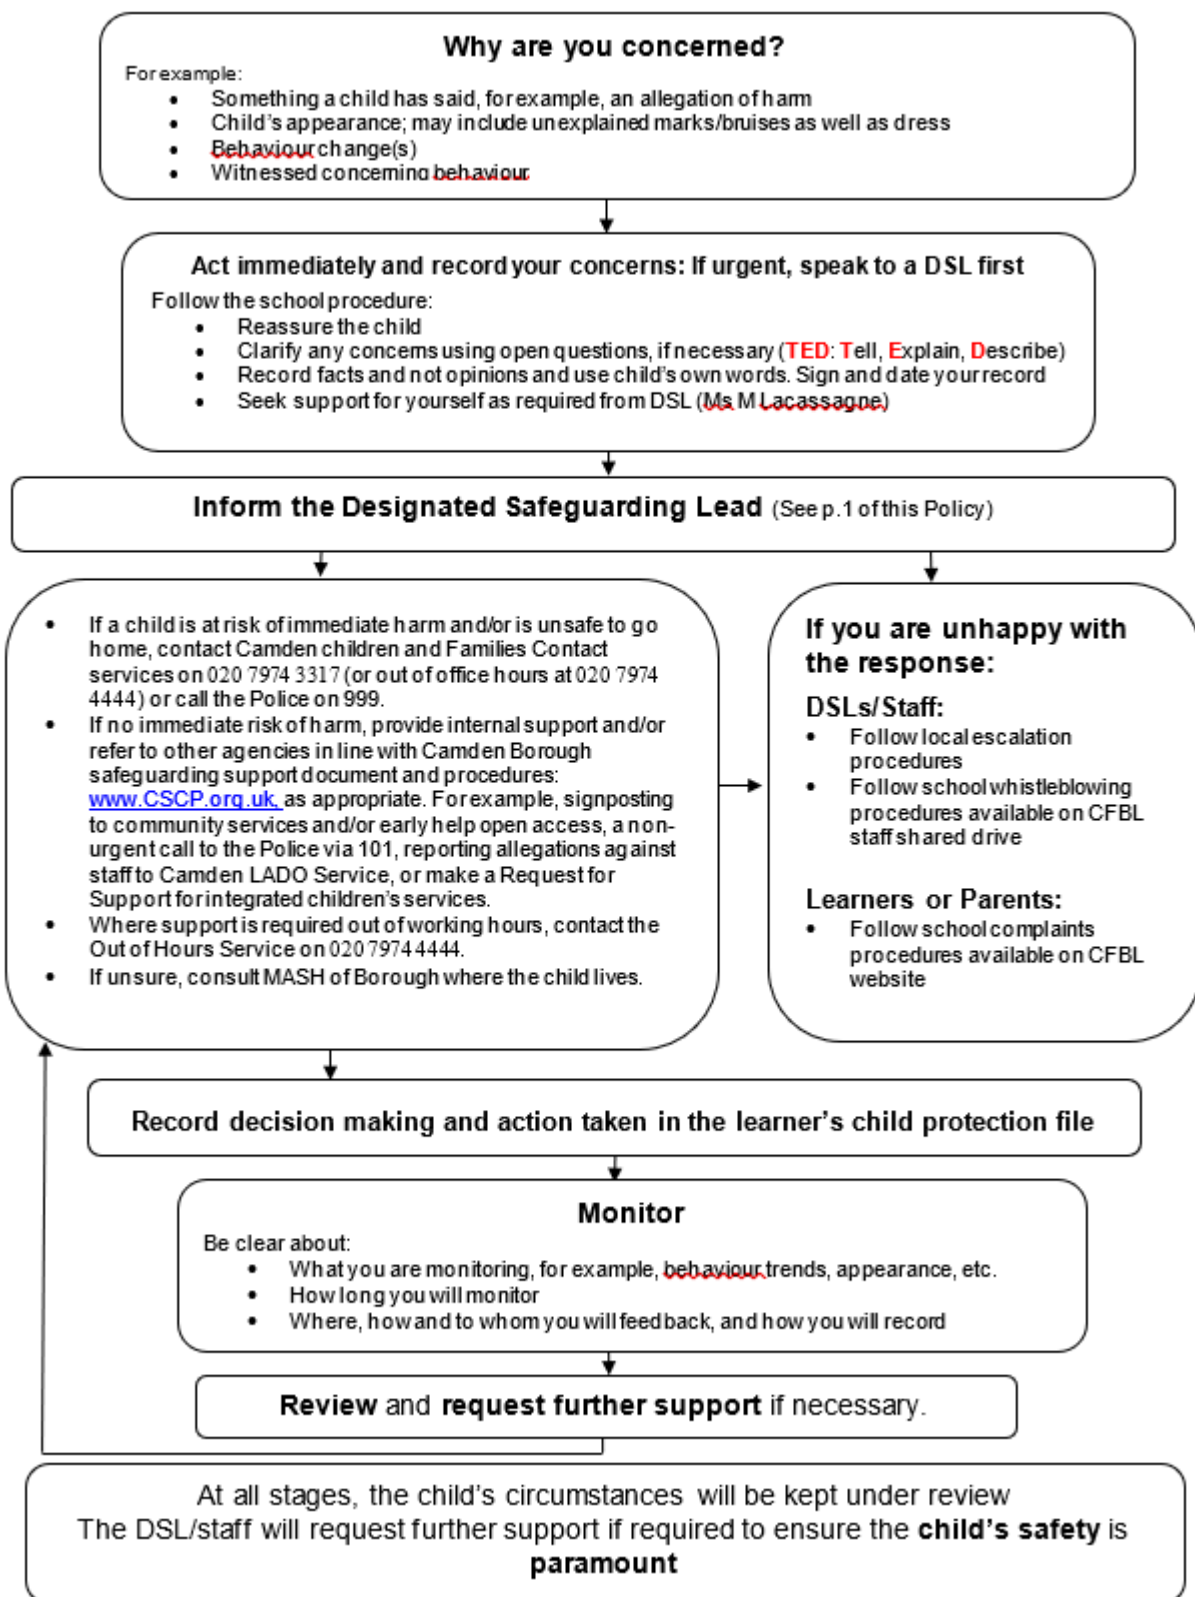 Why are you concerned?
For example:
• Something a child has said, for example, an allegation of harm
• Child's appearance; may include unexplained marks/bruises as well as dress
• Behaviour change(s)
• Witnessed concerning behaviour
Act immediately and record your concerns: If urgent, speak to a DSL first
Follow the school procedure:
• Reassure the child
• Clarify any concerns using open questions, if necessary (TED: Tell, Explain, Describe)
• Record facts and not opinions and use child's own words. Sign and date your record
• Seek support for yourself as required from DSL (Ms M Lacassagne)
Inform the Designated Safeguarding Lead (See p.1 of this Policy)
• If a child is at risk of immediate harm and/or is unsafe to go
home, contact Camden children and Families Contact
services on 020 7974 3317 (or out of office hours at 020 7974
4444) or call the Police on 999.
• If no immediate risk of harm, provide internal support and/or
refer to other agencies in line with Camden Borough
safeguarding support document and procedures:
www.CSCP.org.uk, as appropriate. For example, signposting
to community services and/or early help open access, a non-
urgent call to the Police via 101, reporting allegations against
staff to Camden LADO Service, or make a Request for
Support for integrated children's services.
• Where support is required out of working hours, contact the
Out of Hours Service on 020 7974 4444.
• If unsure, consult MASH of Borough where the child lives.
If you are unhappy with
the response:
DSLs/Staff:
• Follow local escalation
procedures
• Follow school whistleblowing
procedures available on CFBL
staff shared drive
Learners or Parents:
• Follow school complaints
procedures available on CFBL
website
Record decision making and action taken in the learner's child protection file
Monitor
Be clear about:
• What you are monitoring, for example, behaviour trends, appearance, etc.
• How long you will monitor
• Where, how and to whom you will feedback, and how you will record
Review and request further support if necessary.
At all stages, the child's circumstances will be kept under review
The DSL/staff will request further support if required to ensure the child's safety is
paramount